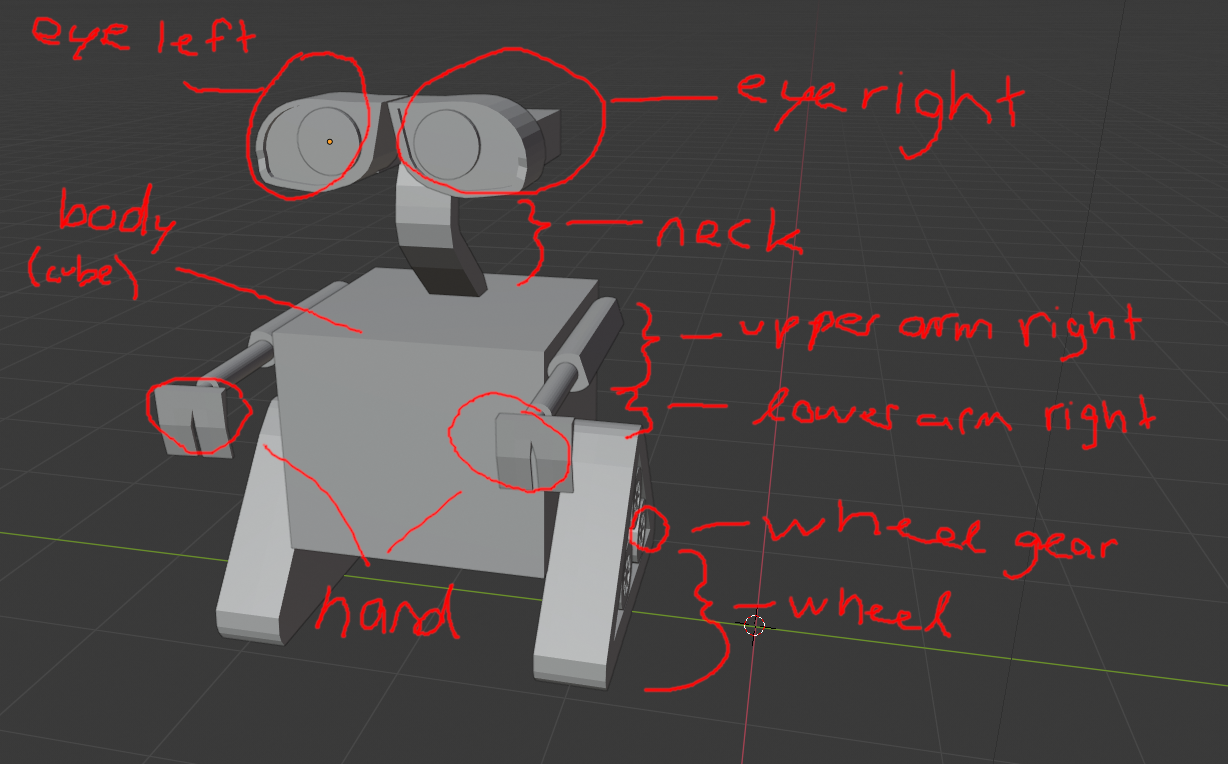 eye left
eye right
body
(cube)
neck
upper arm right
lower arm right
wheel gear
wheel
hand